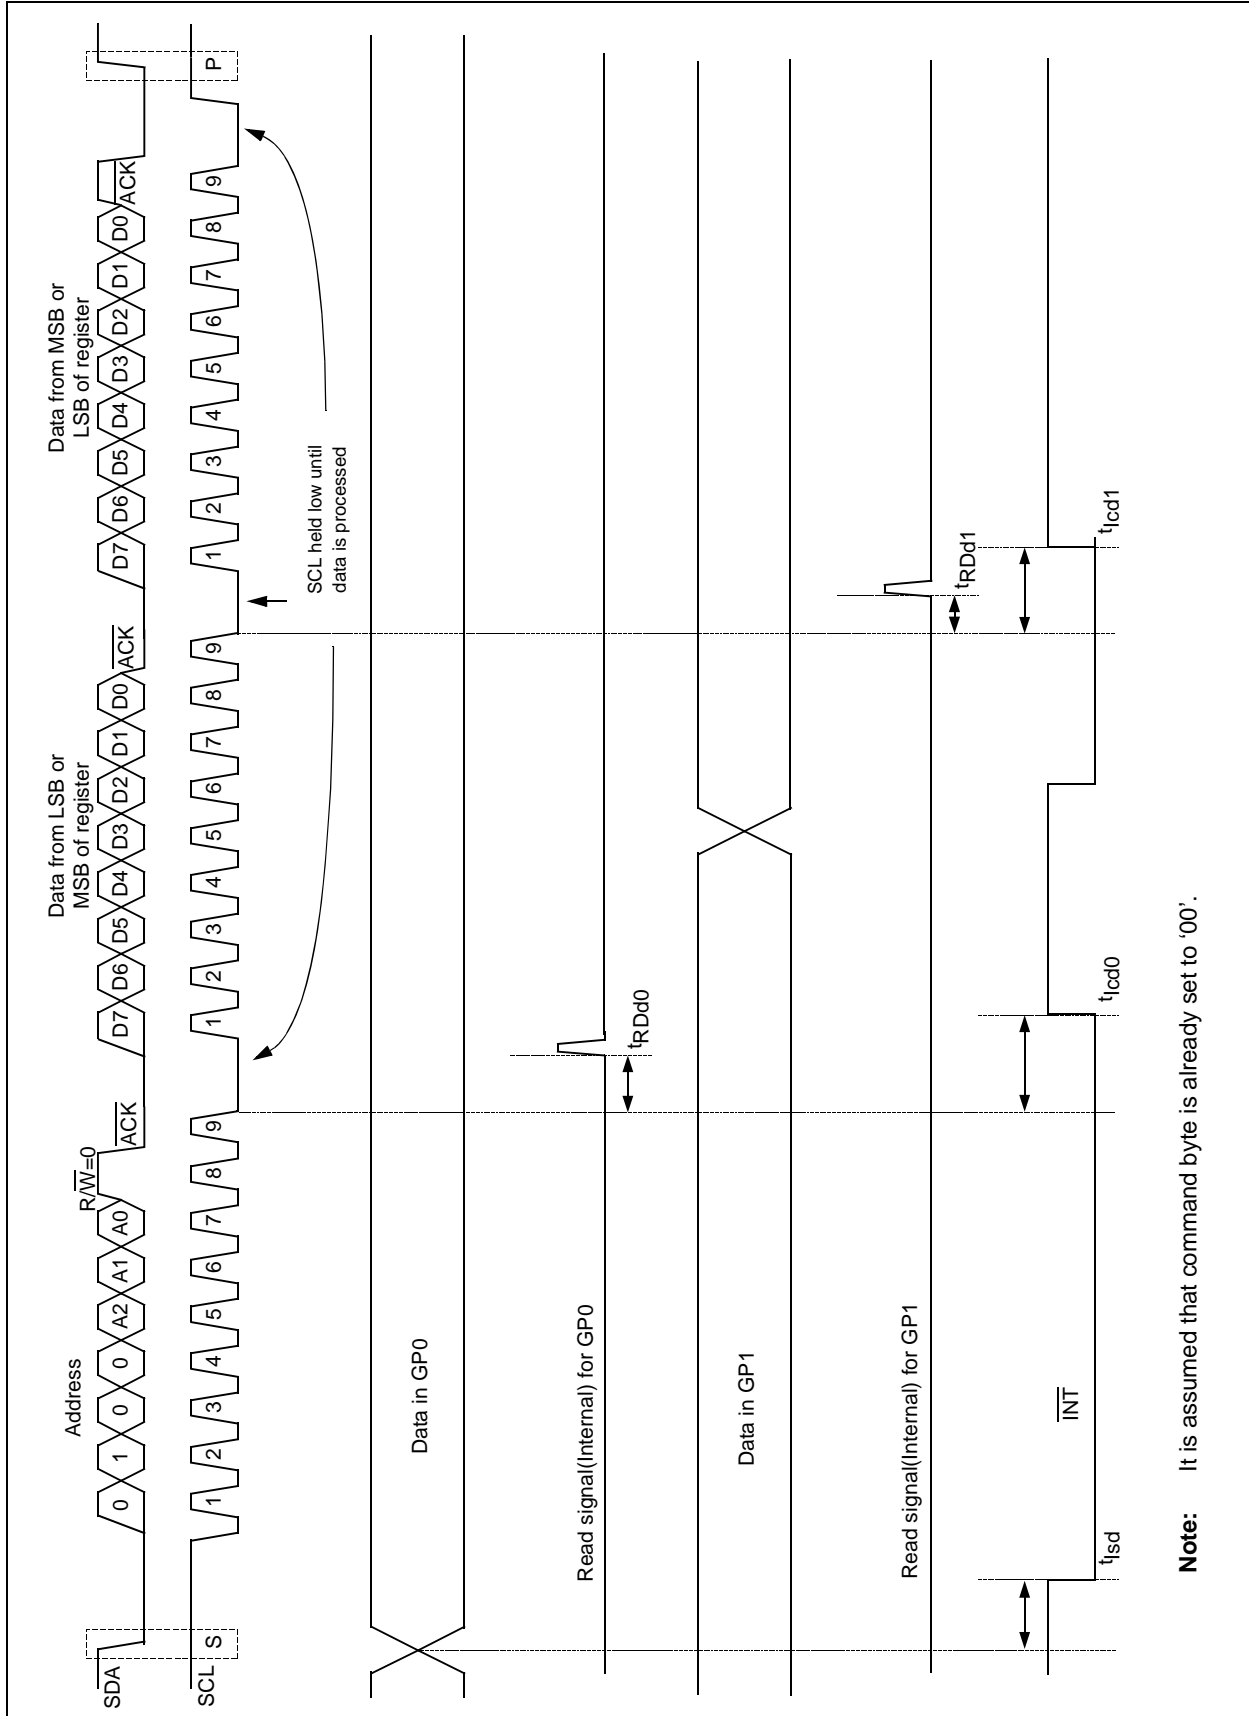 Address
R/W=0
Data from LSB or
MSB of register
Data from MSB or
LSB of register
SDA
0 1 0 0 0 A2 A1 A0 ACK D7 D6 D5 D4 D3 D2 D1 D0 ACK D7 D6 D5 D4 D3 D2 D1 D0 ACK
SCL
S 1 2 3 4 5 6 7 8 9 1 2 3 4 5 6 7 8 9 1 2 3 4 5 6 7 8 9 P
SCL held low until
data is processed
Data in GP0
Read signal(Internal) for GP0
tRDd0
Data in GP1
Read signal(Internal) for GP1
tRDd1
INT
tIsd
tIcd0
tIcd1
Note: It is assumed that command byte is already set to ‘00’.